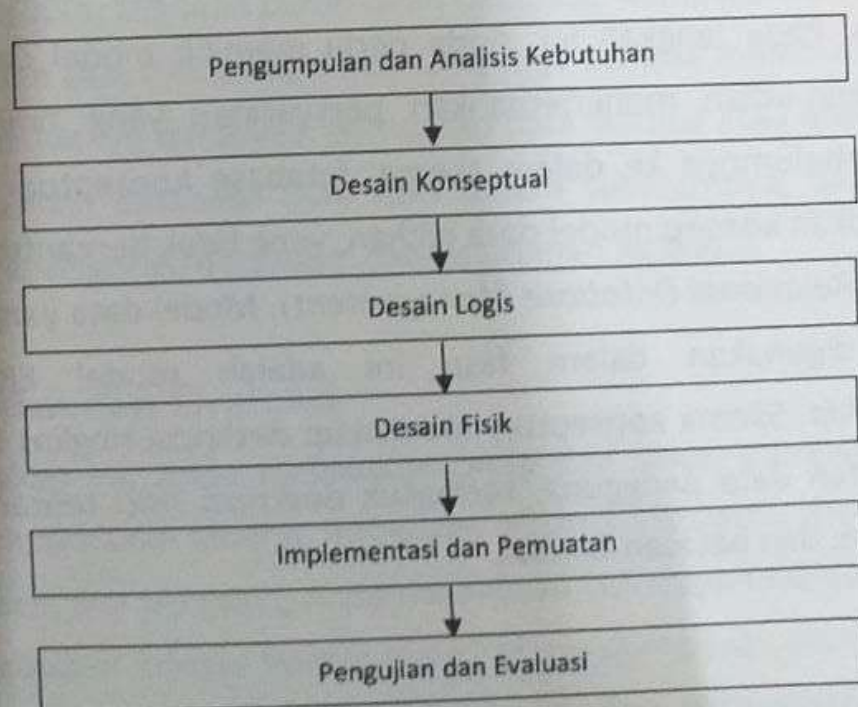 Pengumpulan dan Analisis Kebutuhan
Desain Konseptual
Desain Logis
Desain Fisik
Implementasi dan Pemuatan
Pengujian dan Evaluasi